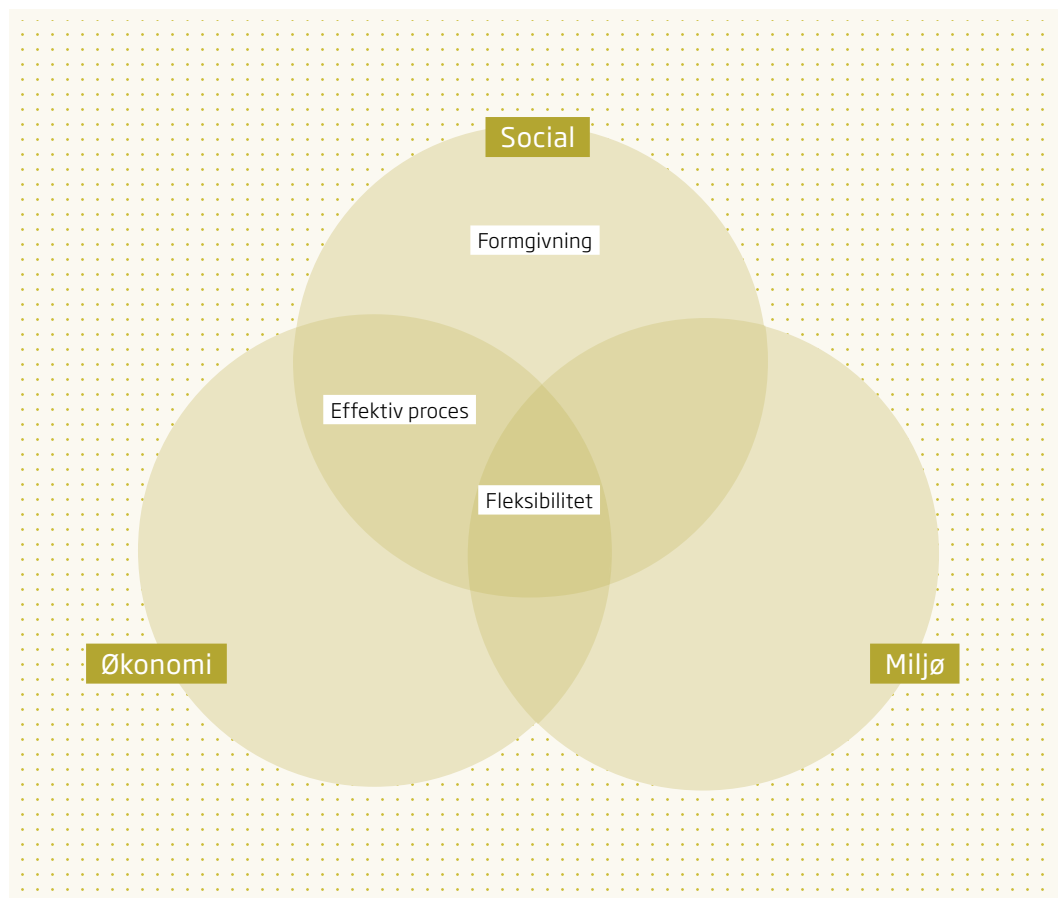 Social
Formgivning
Effektiv proces
Fleksibilitet
Økonomi
Miljø